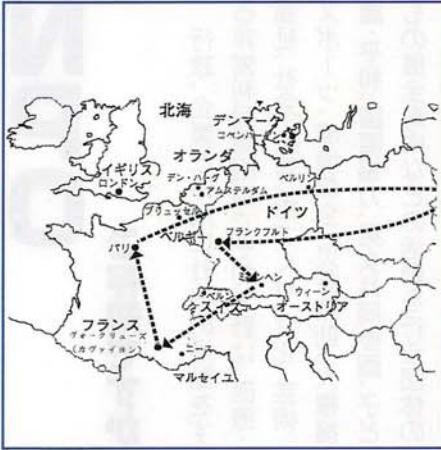 北海
デンマーク
コペンハーゲン
オランダ
(イギリス)
ロンドン
デン・ハーグ
アムステルダム
ベルリン
ブリュッセル
ベルギー
ドイツ
フランクフルト
パリ
ミュンヘン
ウィーン
ベルン
スイス
オーストリア
フランス
ヴォークリューズ
(カヴァイヨン)
ニース
マルセイユ